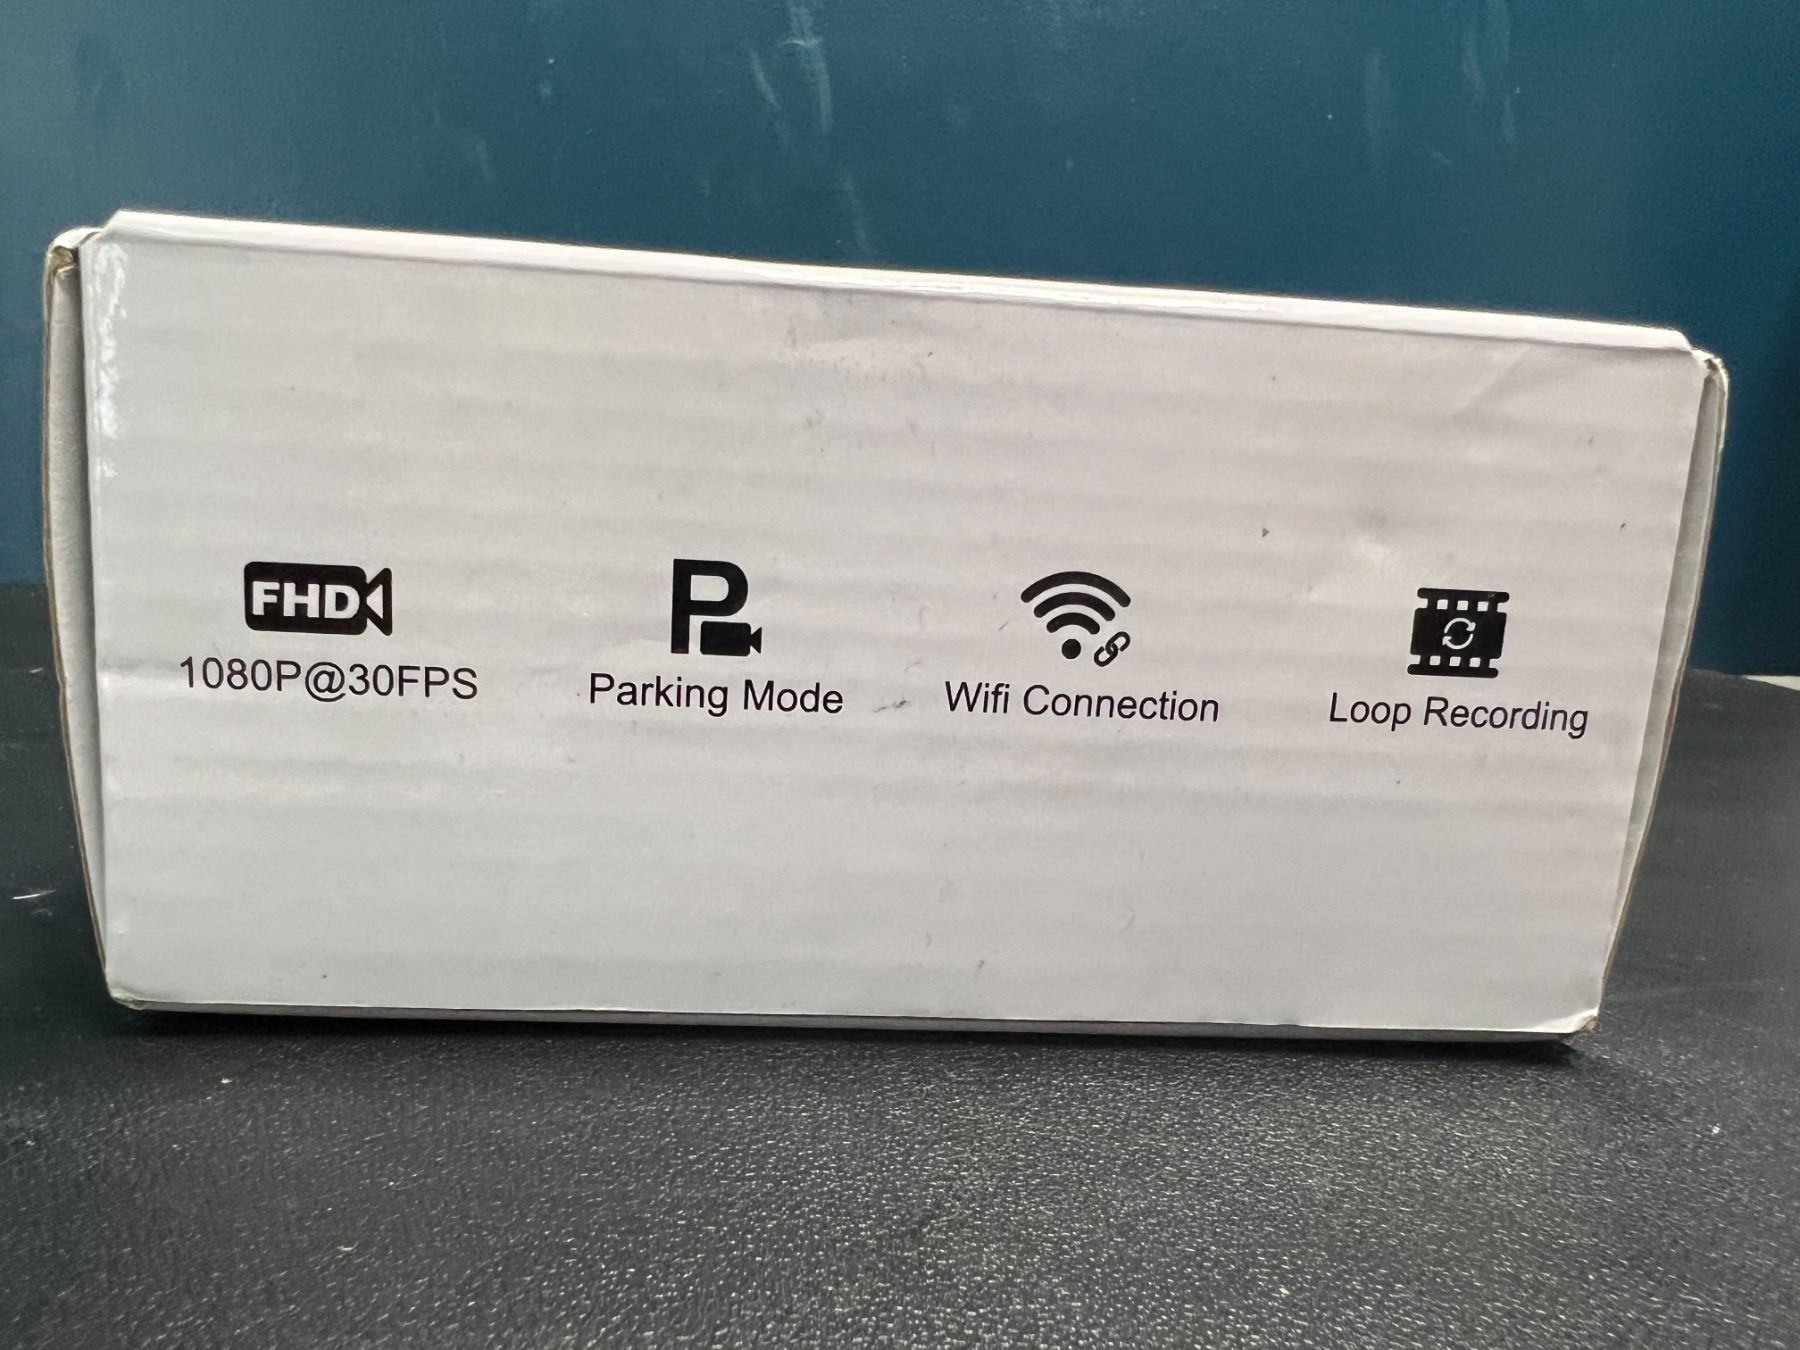 FHD
1080P@30FPS
P
Parking Mode
Wifi Connection
Loop Recording